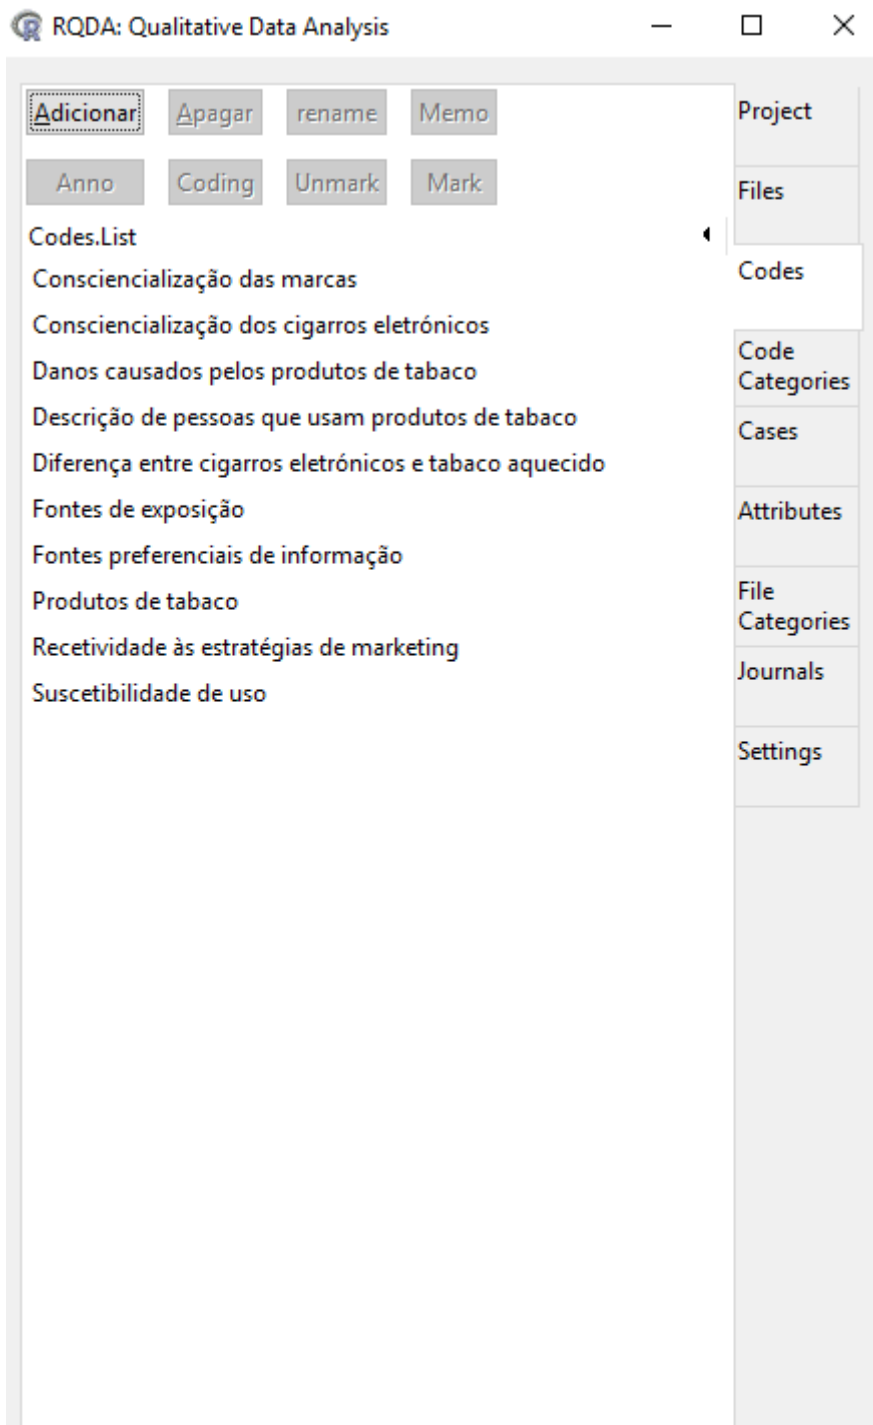 RQDA: Qualitative Data Analysis
Adicionar Apagar rename Memo
Anno Coding Unmark Mark
Codes.List
Consciencialização das marcas
Consciencialização dos cigarros eletrónicos
Danos causados pelos produtos de tabaco
Descrição de pessoas que usam produtos de tabaco
Diferença entre cigarros eletrónicos e tabaco aquecido
Fontes de exposição
Fontes preferenciais de informação
Produtos de tabaco
Recetividade às estratégias de marketing
Suscetibilidade de uso
Project
Files
Codes
Code
Categories
Cases
Attributes
File
Categories
Journals
Settings